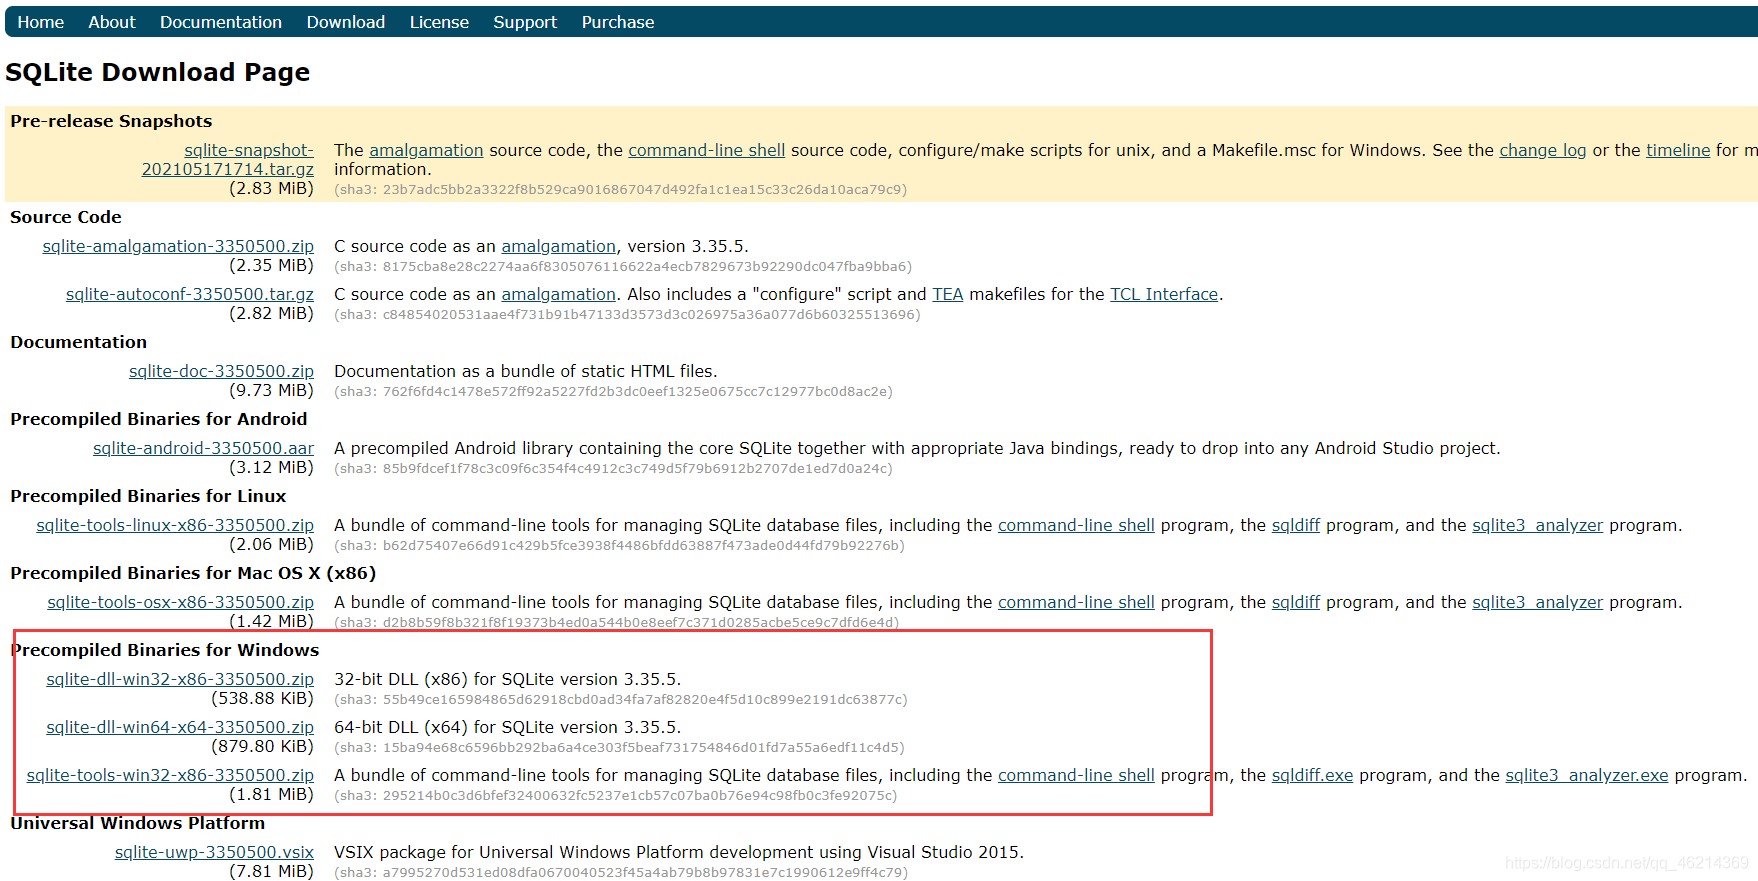 Home About Documentation Download License Support Purchase
SQLite Download Page
Pre-release Snapshots
sqlite-snapshot-202105171714.tar.gz
(2.83 MiB)
The amalgamation source code, the command-line shell source code, configure/make scripts for unix, and a Makefile.msc for Windows. See the change log or the timeline for m
information.
(sha3: 23b7adc5bb2a3322f8b529ca9016867047d492fa1c1ea15c33c26da10aca79c9)
Source Code
sqlite-amalgamation-3350500.zip
(2.35 MiB)
C source code as an amalgamation, version 3.35.5.
(sha3: 8175cba8e28c2274aa6f8305076116622a4ecb7829673b92290dc047fba9bba6)
sqlite-autoconf-3350500.tar.gz
(2.82 MiB)
C source code as an amalgamation. Also includes a "configure" script and TEA makefiles for the TCL Interface.
(sha3: c84854020531aae4f731b91b47133d3573d3c026975a36a077d6b60325513696)
Documentation
sqlite-doc-3350500.zip
(9.73 MiB)
Documentation as a bundle of static HTML files.
(sha3: 762f6fd4c1478e572ff92a5227fd2b3dc0eef1325e0675cc7c12977bc0d8ac2e)
Precompiled Binaries for Android
sqlite-android-3350500.aar
(3.12 MiB)
A precompiled Android library containing the core SQLite together with appropriate Java bindings, ready to drop into any Android Studio project.
(sha3: 85b9fdcef1f78c3c09f6c354f4c4912c3c749d5f79b6912b2707de1ed7d0a24c)
Precompiled Binaries for Linux
sqlite-tools-linux-x86-3350500.zip
(2.06 MiB)
A bundle of command-line tools for managing SQLite database files, including the command-line shell program, the sqldiff program, and the sqlite3_analyzer program.
(sha3: b62d75407e66d91c429b5fce3938f4486bfdd63887f473ade0d44fd79b92276b)
Precompiled Binaries for Mac OS X (x86)
sqlite-tools-osx-x86-3350500.zip
(1.42 MiB)
A bundle of command-line tools for managing SQLite database files, including the command-line shell program, the sqldiff program, and the sqlite3_analyzer program.
(sha3: d2b8b59f8b321f8f19373b4ed0a544b0e8eef7c371d0285acbe5ce9c7dfd6e4d)
Precompiled Binaries for Windows
sqlite-dll-win32-x86-3350500.zip
(538.88 KiB)
32-bit DLL (x86) for SQLite version 3.35.5.
(sha3: 55b49ce165984865d62918cbd0ad34fa7af82820e4f5d10c899e2191dc63877c)
sqlite-dll-win64-x64-3350500.zip
(879.80 KiB)
64-bit DLL (x64) for SQLite version 3.35.5.
(sha3: 15ba94e68c6596bb292ba6a4ce303f5beaf731754846d01fd7a55a6edf11c4d5)
sqlite-tools-win32-x86-3350500.zip
(1.81 MiB)
A bundle of command-line tools for managing SQLite database files, including the command-line shell program, the sqldiff.exe program, and the sqlite3_analyzer.exe program.
(sha3: 295214b0c3d6bfef32400632fc5237e1cb57c07ba0b76e94c98fb0c3fe92075c)
Universal Windows Platform
sqlite-uwp-3350500.vsix
(7.81 MiB)
VSIX package for Universal Windows Platform development using Visual Studio 2015.
(sha3: a7995270d531ed08dfa0670040523f45a4ab79b8b97831e7c1990612e9ff4c79)
https://blog.csdn.net/qq_46214369